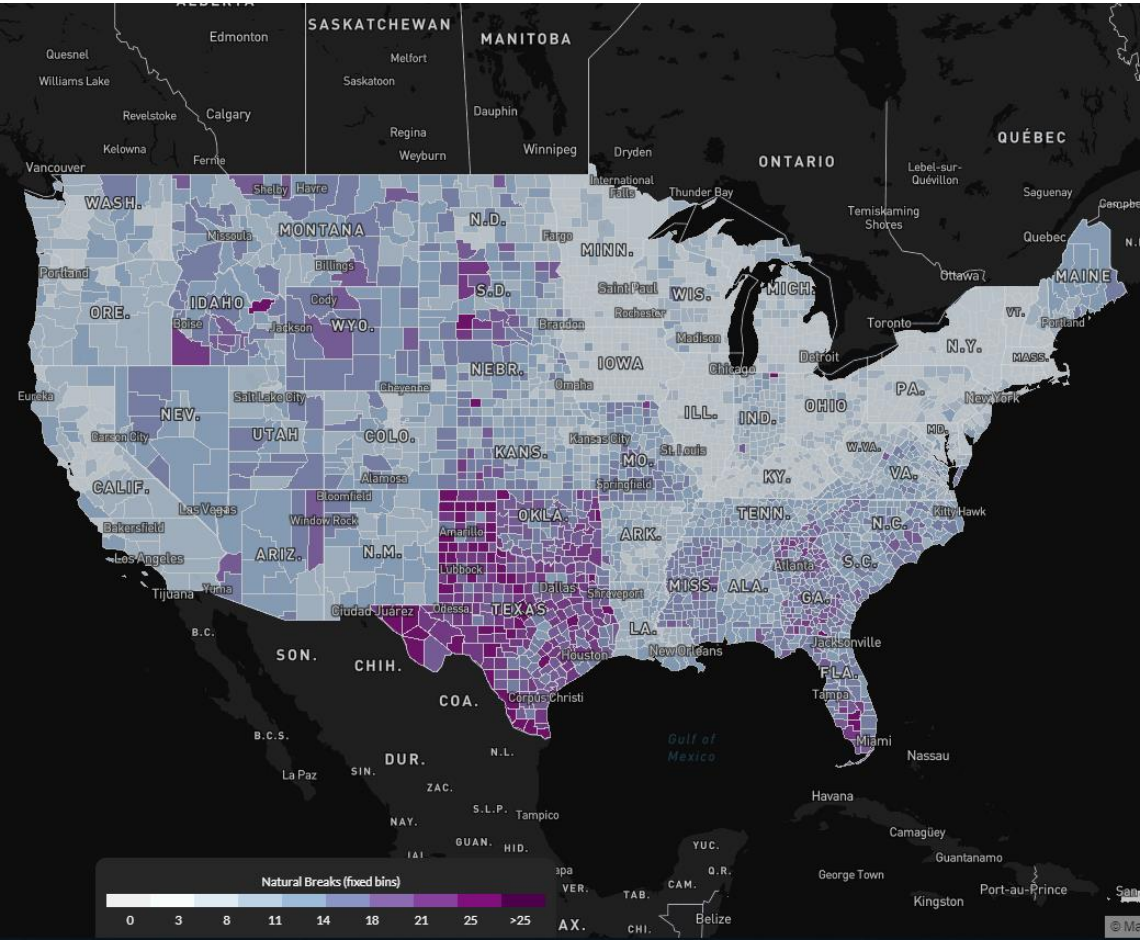 ALBERTA
SASKATCHEWAN
MANITOBA
Edmonton
Quesnel
Melfort
Williams Lake
Saskatoon
QUÉBEC
Revelstoke
Calgary
Dauphin
Regina
Kelowna
Winnipeg
Dryden
ONTARIO
Vancouver
Fernie
Weyburn
Lebel-sur-
Quévillon
International
Falls
Thunder Bay
Saguenay
Shelby
Havre
Temiskaming
Shores
WASH.
N.D.
MONTANA
Missoula
Fargo
MINN.
Quebec
Portland
Billings
Ottawa
MAINE
IDAHO
Cody
S.D.
Saint Paul
WIS.
MICH.
ORE.
Boise
Jackson
WYO.
Brandon
Rochester
Toronto
VT.
Portland
Madison
N.Y.
MASS.
NEBR.
IOWA
Chicago
Detroit
Eureka
Salt Lake City
Cheyenne
Omaha
PA.
New York
NEV.
ILL.
IND.
OHIO
Carson City
UTAH
COLO.
KANS.
Kansas City
MO.
St. Louis
W.VA.
MD.
CALIF.
Alamosa
Springfield
KY.
VA.
Bloomfield
Las Vegas
Window Rock
OKLA.
TENN.
Kitty Hawk
Bakersfield
Amarillo
ARK.
N.C.
Los Angeles
ARIZ.
N.M.
Lubbock
Atlanta
S.C.
Tijuana
Yuma
Dallas
Shreveport
MISS.
ALA.
GA.
Ciudad Juárez
Odessa
TEXAS
B.C.
LA.
Jacksonville
SON.
CHIH.
Houston
New Orleans
FLA.
COA.
Corpus Christi
Tampa
B.C.S.
Gulf of
Mexico
Miami
DUR.
N.L.
Nassau
La Paz
SIN.
ZAC.
Havana
S.L.P.
Tampico
NAY.
Camagüey
GUAN.
HID.
YUC.
Guantanamo
Q.R.
George Town
Port-au-Prince
CAM.
VER.
TAB.
Kingston
Belize
CHI.
Natural Breaks (fixed bins)
0 3 8 11 14 18 21 25 >25